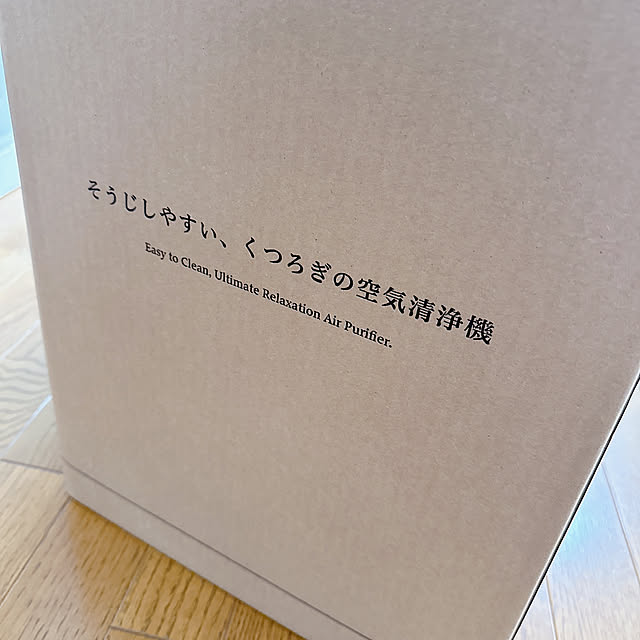 そうじしやすい、くつろぎの空気清浄機
Easy to Clean, Ultimate Relaxation Air Purifier.